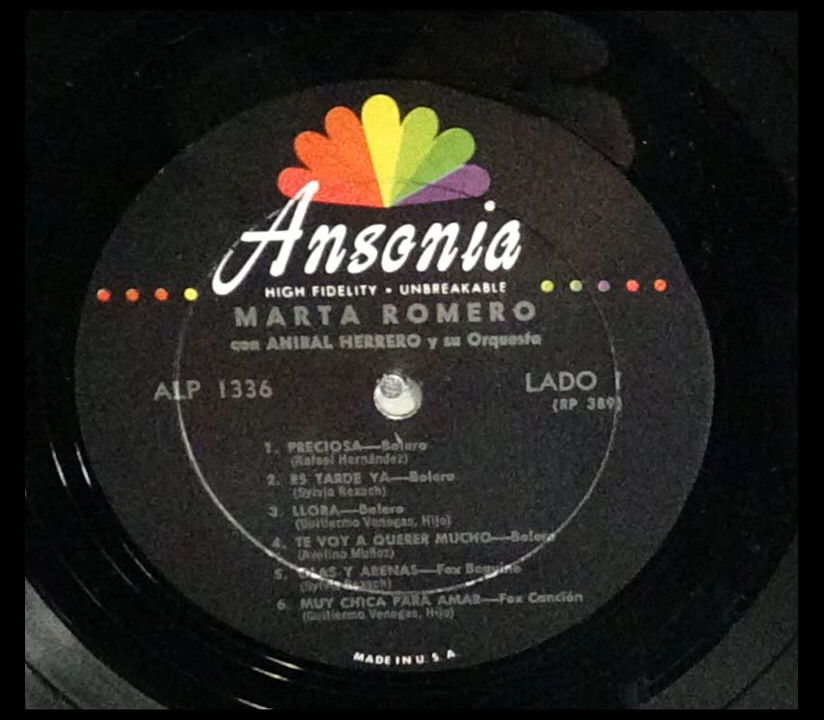 Ansonia
HIGH FIDELITY • UNBREAKABLE
MARTA ROMERO
con ANIBAL HERRERO y su Orquesta
ALP 1336
LADO 1
(RP 389)
1. PRECIOSA—Bolero
(Rafael Hernández)
2. ES TARDE YA—Bolero
(Sylvia Rexach)
3. LLORA—Bolero
(Guillermo Venegas, Hijo)
4. TE VOY A QUERER MUCHO—Bolero
(Avelino Muñoz)
5. OLAS Y ARENAS—Fox Beguine
(Sylvia Rexach)
6. MUY CHICA PARA AMAR—Fox Canción
(Guillermo Venegas, Hijo)
MADE IN U. S. A.